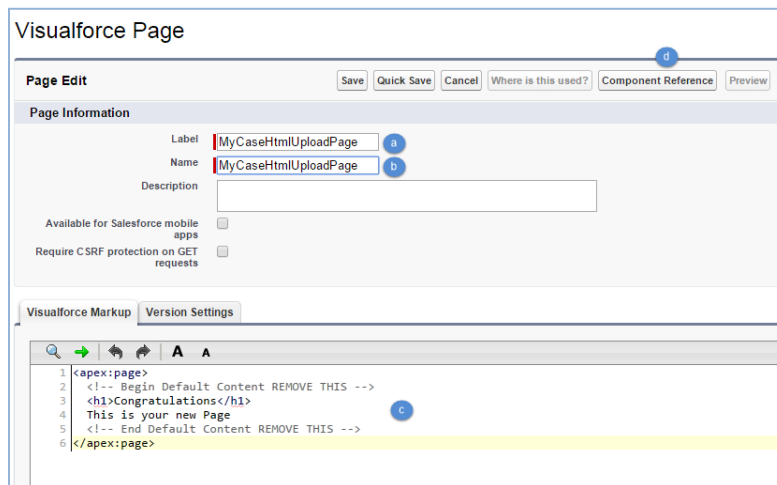 Visualforce Page
d
Page Edit Save Quick Save Cancel Where is this used? Component Reference Preview
Page Information
Label MyCaseHtmlUploadPage a
Name MyCaseHtmlUploadPage b
Description
Available for Salesforce mobile
apps
Require CSRF protection on GET
requests
Visualforce Markup Version Settings
A A
1 <apex:page>
2 <!-- Begin Default Content REMOVE THIS -->
3 <h1>Congratulations</h1>
4 This is your new Page c
5 <!-- End Default Content REMOVE THIS -->
6 </apex:page>